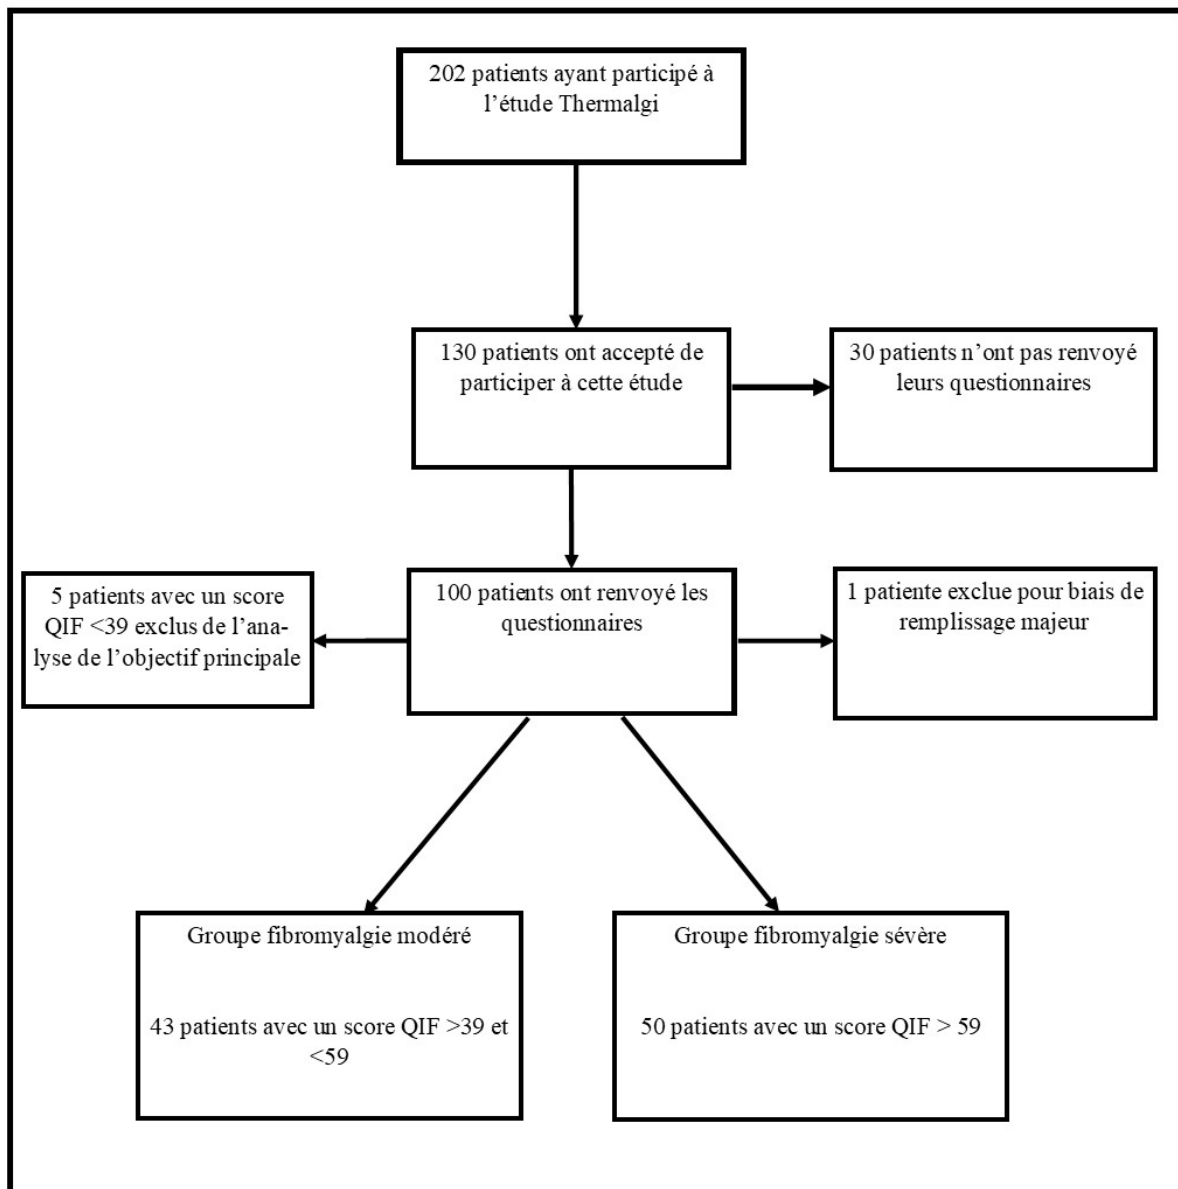 202 patients ayant participé à
l’étude Thermalgi
130 patients ont accepté de
participer à cette étude
30 patients n’ont pas renvoyé
leurs questionnaires
5 patients avec un score
QIF <39 exclus de l’ana-
lyse de l’objectif principale
100 patients ont renvoyé les
questionnaires
1 patiente exclue pour biais de
remplissage majeur
Groupe fibromyalgie modéré
43 patients avec un score QIF >39 et
<59
Groupe fibromyalgie sévère
50 patients avec un score QIF > 59